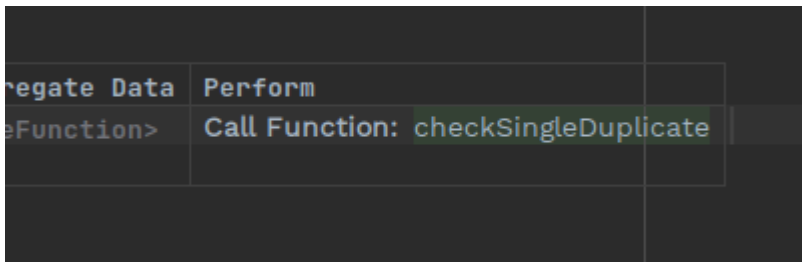 regate Data Perform
eFunction> Call Function: checkSingleDuplicate